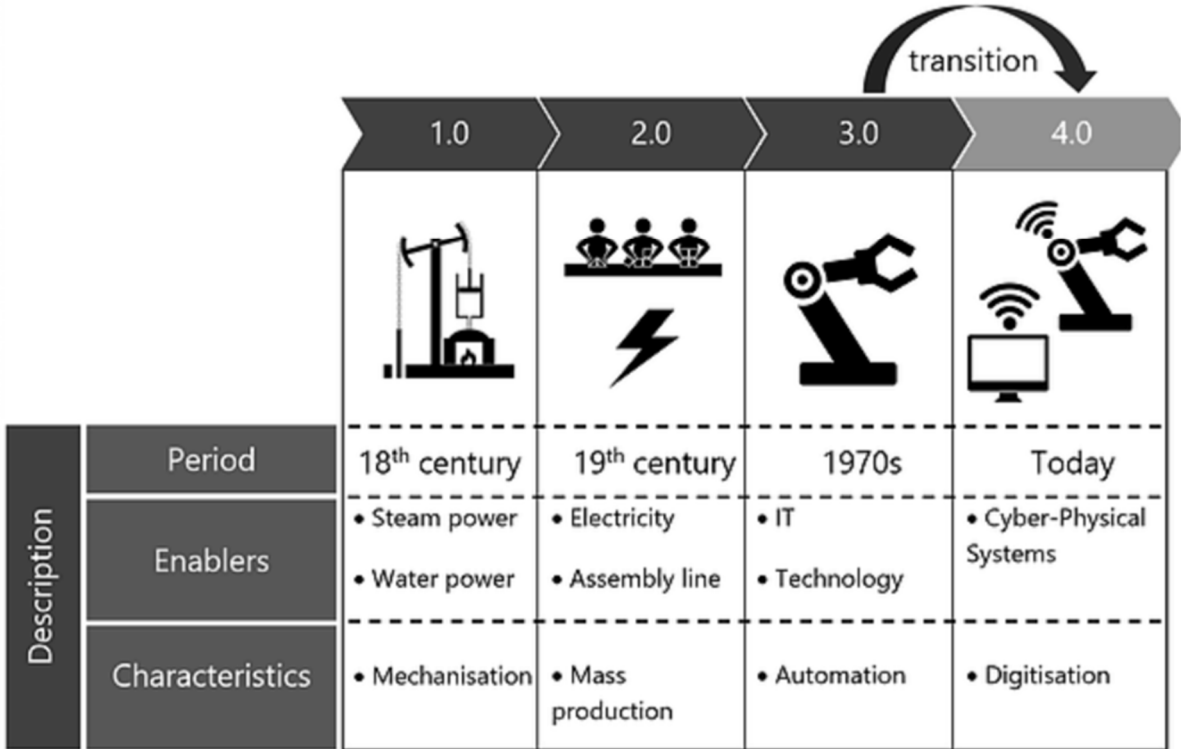 transition
1.0 2.0 3.0 4.0
Description
Period 18th century 19th century 1970s Today
Enablers
• Steam power • Electricity • IT • Cyber-Physical
Systems
• Water power • Assembly line • Technology
Characteristics • Mechanisation • Mass • Automation • Digitisation
production